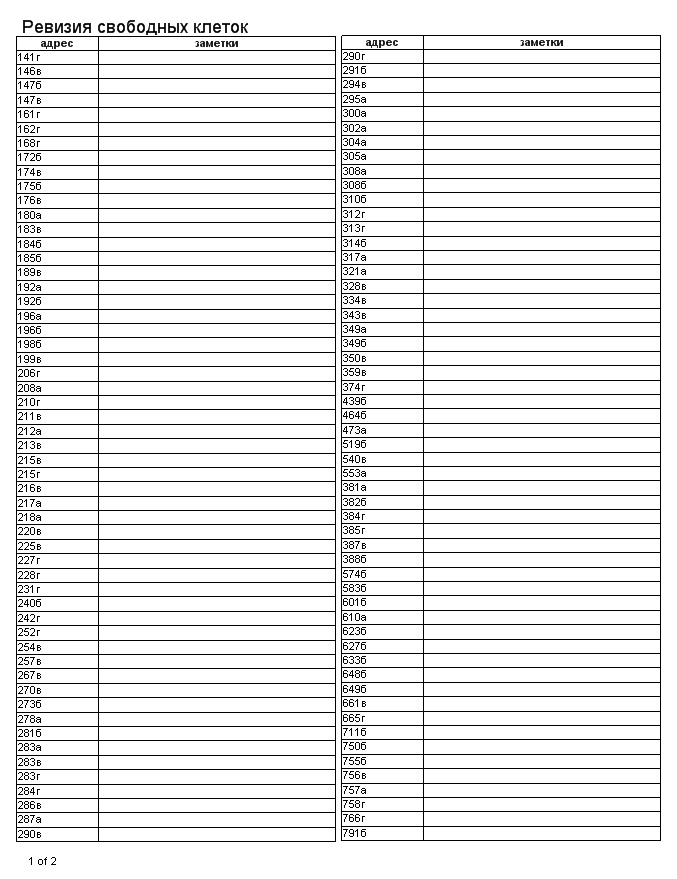 Ревизия свободных клеток
адрес заметки
141г
146в
147б
147в
161г
162г
168г
172б
174в
175б
176в
180а
183в
184б
185б
189в
192а
192б
196а
196б
198б
199в
206г
208а
210г
211в
212а
213в
215в
215г
216в
217а
218а
220в
225в
227г
228г
231г
240б
242г
252г
254в
257в
267в
270в
273б
278а
281б
283а
283в
283г
284г
286в
287а
290в
адрес заметки
290г
291б
294в
295а
300а
302а
304а
305а
308а
308б
310б
312г
313г
314б
317а
321а
328в
334в
343в
349а
349б
350в
359в
374г
439б
464б
473а
519б
540в
553а
381а
382б
384г
385г
387в
388б
574б
583б
601б
610а
623б
627б
633б
648б
649б
661в
665г
711б
750б
755б
756в
757а
758г
766г
791б
1 of 2